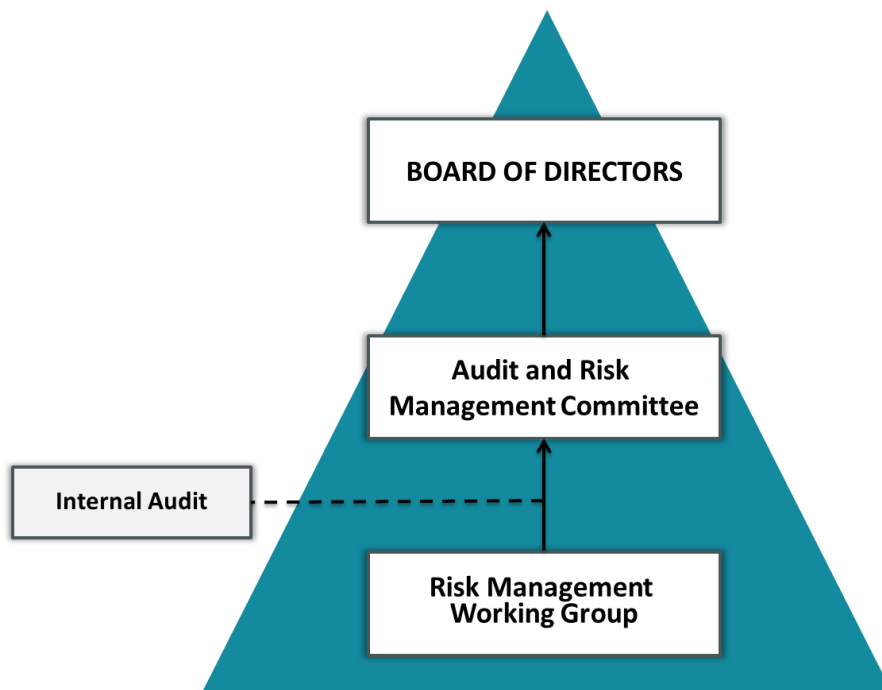 BOARD OF DIRECTORS
Audit and Risk
Management Committee
Internal Audit
Risk Management
Working Group